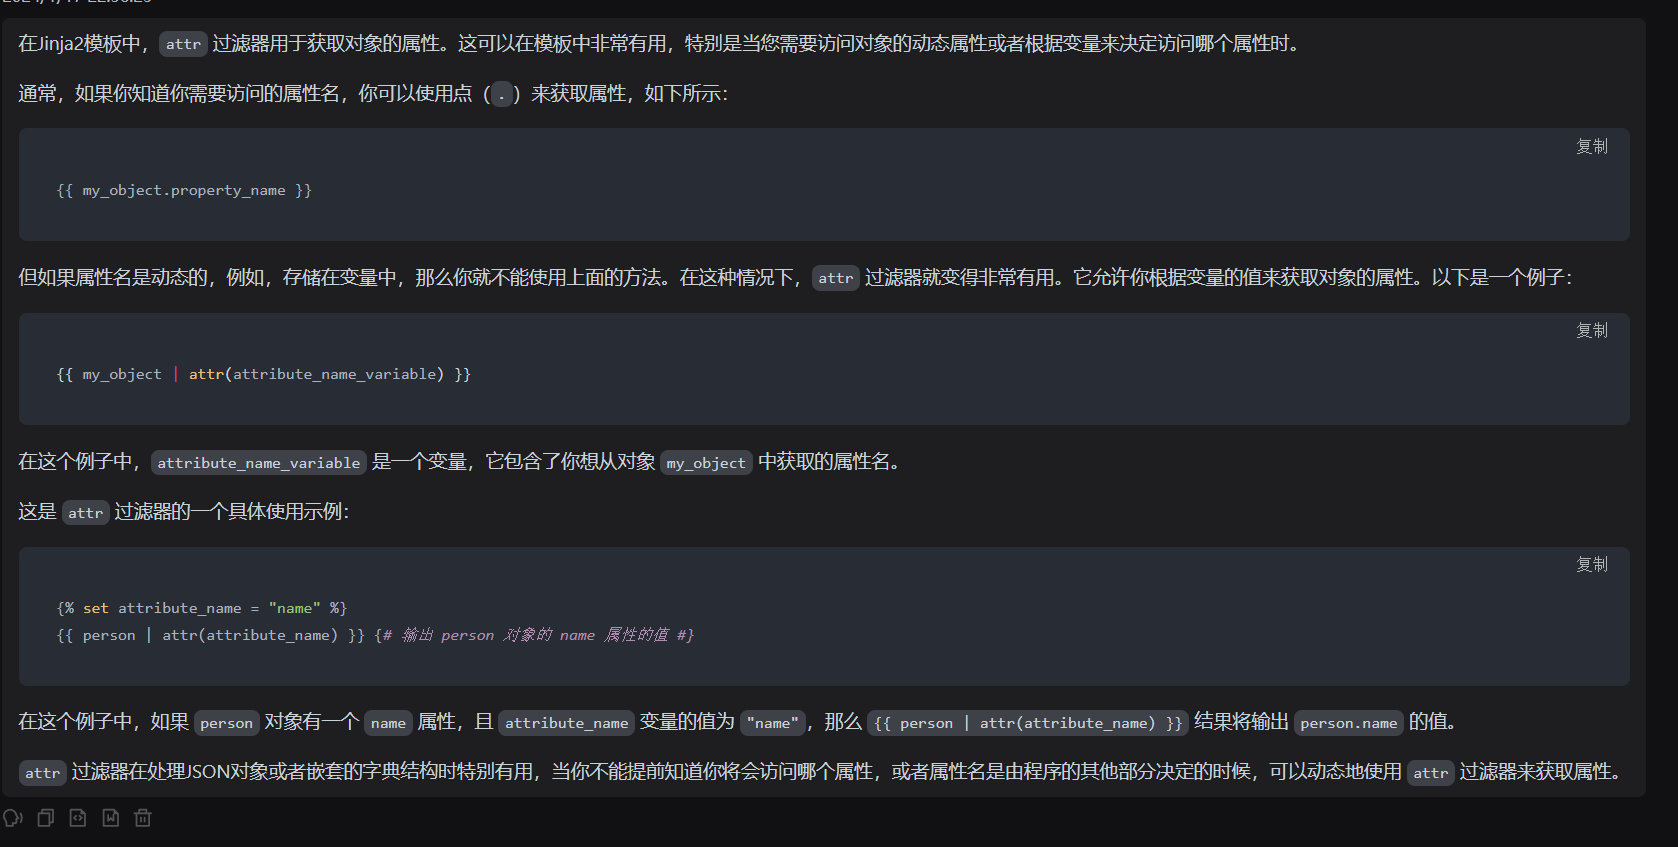 在Jinja2模板中，attr 过滤器用于获取对象的属性。这可以在模板中非常有用，特别是当您需要访问对象的动态属性或者根据变量来决定访问哪个属性时。
通常，如果你知道你需要访问的属性名，你可以使用点（.）来获取属性，如下所示：
复制
{{ my_object.property_name }}
但如果属性名是动态的，例如，存储在变量中，那么你就不能使用上面的方法。在这种情况下，attr 过滤器就变得非常有用。它允许你根据变量的值来获取对象的属性。以下是一个例子：
复制
{{ my_object | attr(attribute_name_variable) }}
在这个例子中，attribute_name_variable 是一个变量，它包含了你想从对象 my_object 中获取的属性名。
这是 attr 过滤器的一个具体使用示例：
复制
{% set attribute_name = "name" %}
{{ person | attr(attribute_name) }} {# 输出 person 对象的 name 属性的值 #}
在这个例子中，如果 person 对象有一个 name 属性，且 attribute_name 变量的值为 "name"，那么 {{ person | attr(attribute_name) }} 结果将输出 person.name 的值。
attr 过滤器在处理JSON对象或者嵌套的字典结构时特别有用，当你不能提前知道你将会访问哪个属性，或者属性名是由程序的其他部分决定的时候，可以动态地使用 attr 过滤器来获取属性。